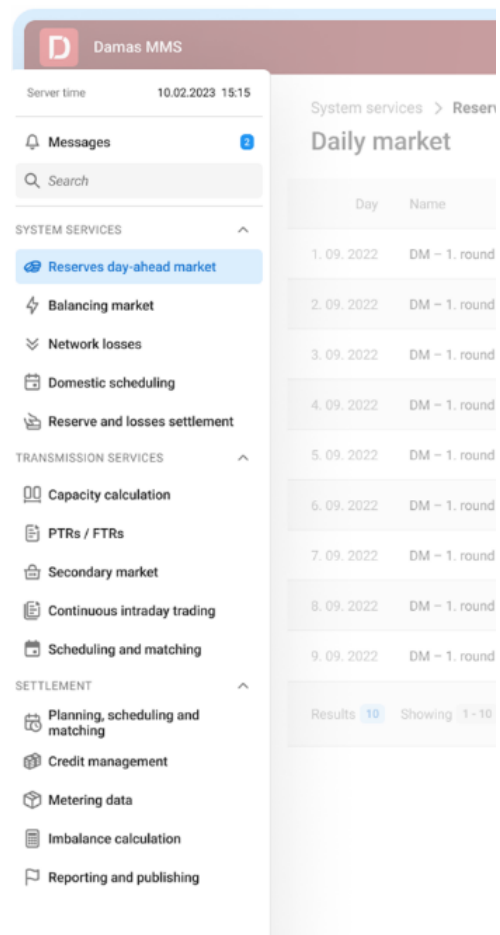 D
Damas MMS
Server time 10.02.2023 15:15
Messages 2
Search
SYSTEM SERVICES
Reserves day-ahead market
Balancing market
Network losses
Domestic scheduling
Reserve and losses settlement
TRANSMISSION SERVICES
Capacity calculation
PTRs / FTRs
Secondary market
Continuous intraday trading
Scheduling and matching
SETTLEMENT
Planning, scheduling and
matching
Credit management
Metering data
Imbalance calculation
Reporting and publishing
System services > Reserv
Daily market
Day Name
1. 09. 2022 DM – 1. round
2. 09. 2022 DM – 1. round
3. 09. 2022 DM – 1. round
4. 09. 2022 DM – 1. round
5. 09. 2022 DM – 1. round
6. 09. 2022 DM – 1. round
7. 09. 2022 DM – 1. round
8. 09. 2022 DM – 1. round
9. 09. 2022 DM – 1. round
Results 10 Showing 1 - 10